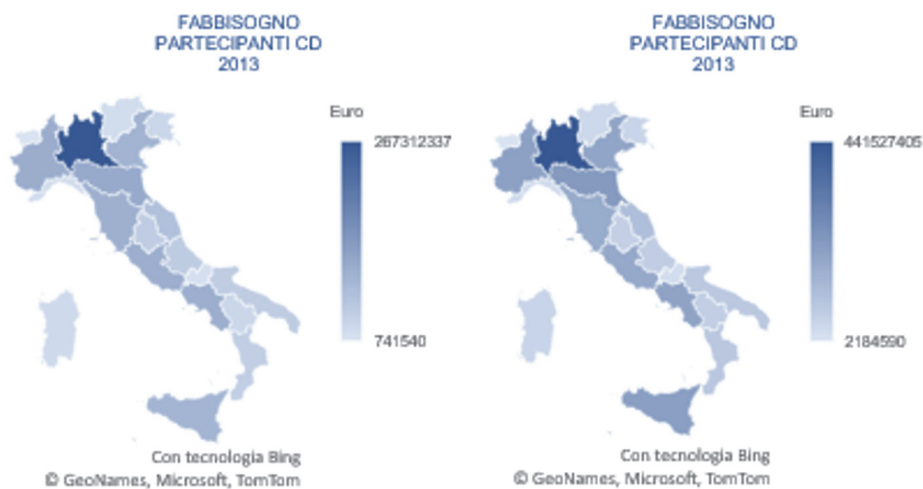 FABBISOGNO
PARTECIPANTI CD
2013
Euro
267312337
741540
Con tecnologia Bing
© GeoNames, Microsoft, TomTom
FABBISOGNO
PARTECIPANTI CD
2013
Euro
441527405
2184590
Con tecnologia Bing
© GeoNames, Microsoft, TomTom